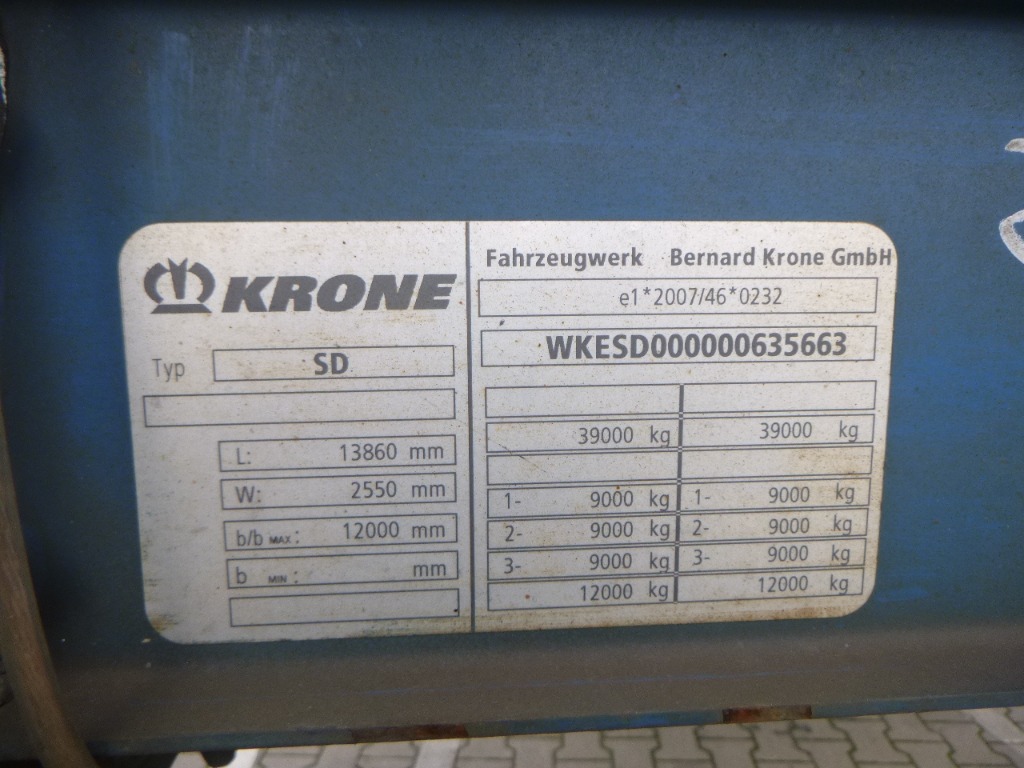 KRONE
Typ SD
L: 13860 mm
W: 2550 mm
b/b MAX: 12000 mm
b MIN: mm
Fahrzeugwerk Bernard Krone GmbH
e1*2007/46*0232
WKESD000000635663
39000 kg 39000 kg
1- 9000 kg 1- 9000 kg
2- 9000 kg 2- 9000 kg
3- 9000 kg 3- 9000 kg
12000 kg 12000 kg